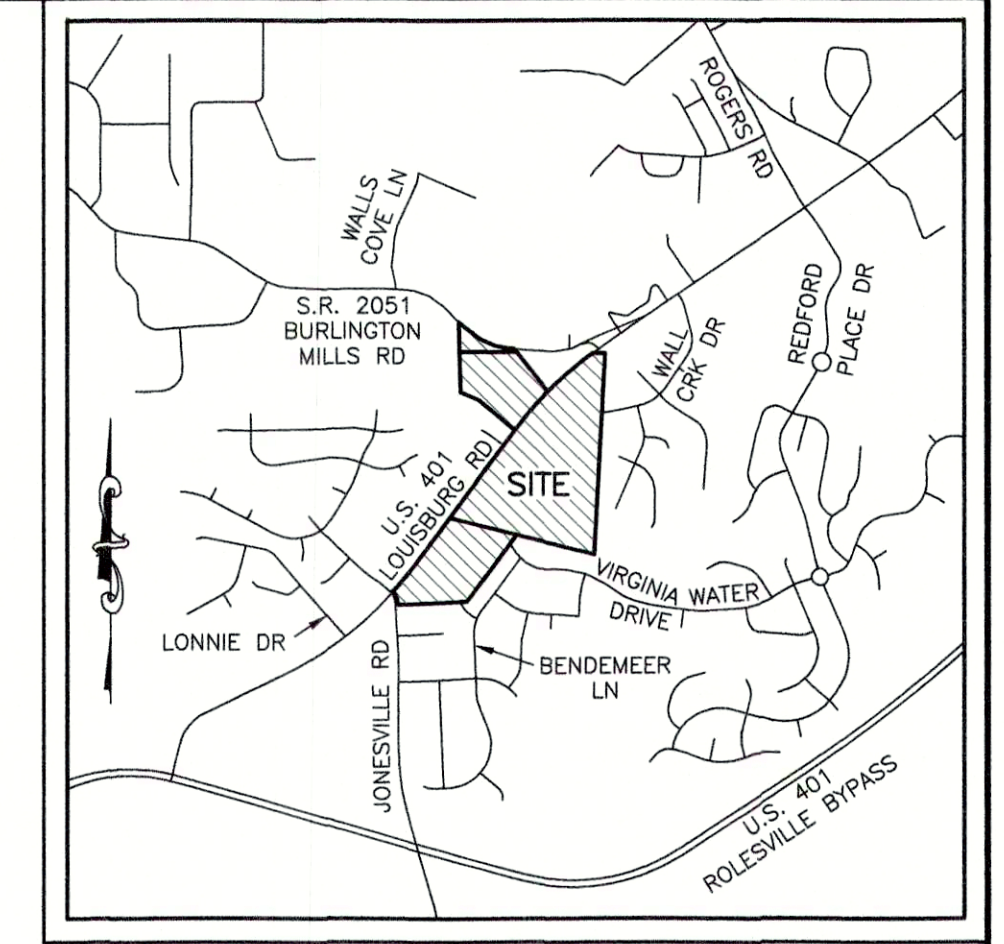 ROGERS RD
WALLS
COVE LN
S.R. 2051
BURLINGTON
MILLS RD
REDFORD
PLACE DR
WALL
CRK DR
U.S. 401
LOUISBURG RD
SITE
VIRGINIA WATER
DRIVE
LONNIE DR
BENDEMEER
LN
JONESVILLE RD
U.S. 401
ROLESVILLE BYPASS